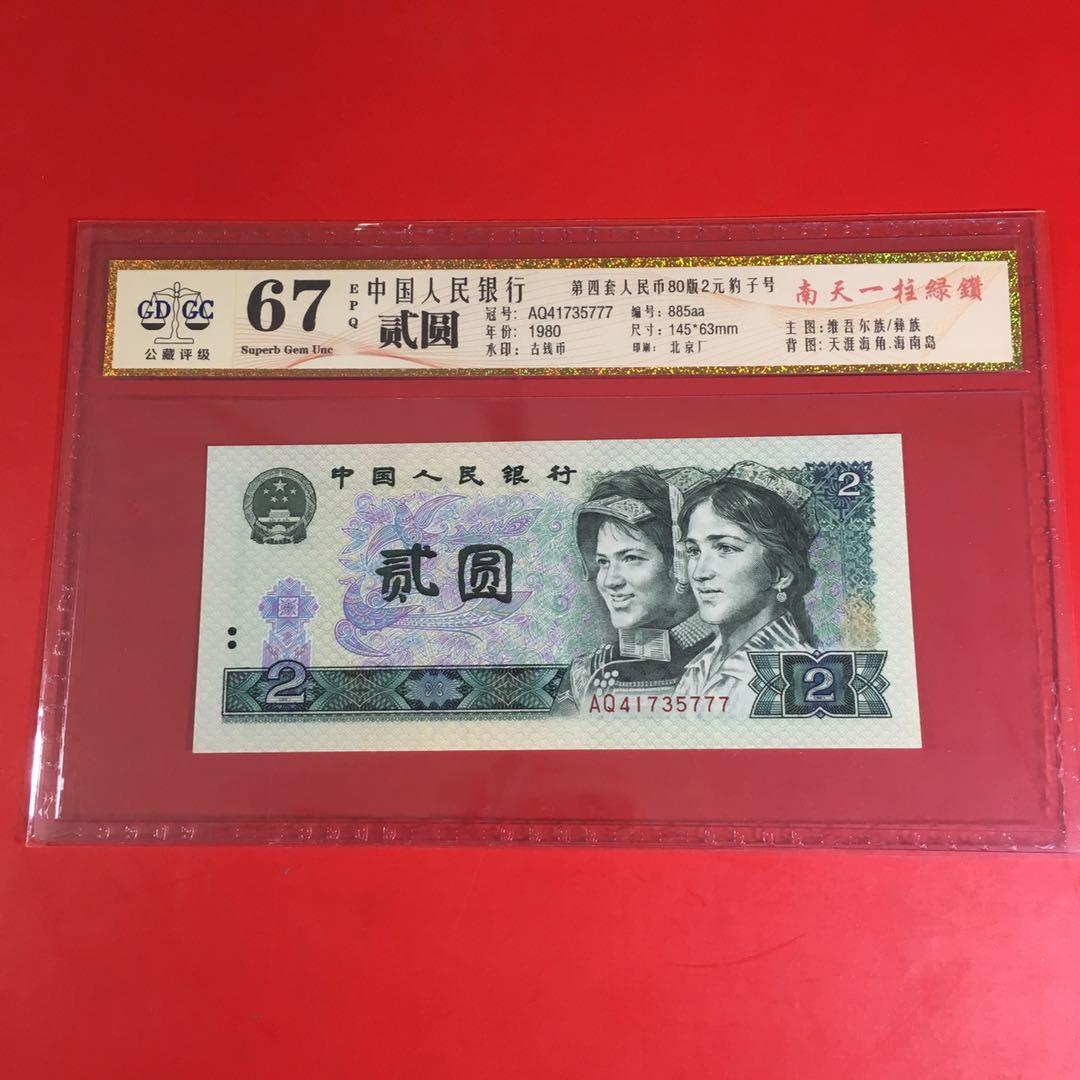 GD GC
公藏评级
67
EPQ
Superb Gem Unc
中国人民银行
贰圆
第四套人民币80版2元豹子号
冠号: AQ41735777 编号: 885aa
年份: 1980 尺寸: 145*63mm
水印: 古钱币 印刷: 北京厂
南天一柱緑鑽
主图:维吾尔族/彝族
背图:天涯海角.海南岛
中国人民银行
2
贰圆
2
AQ41735777
2